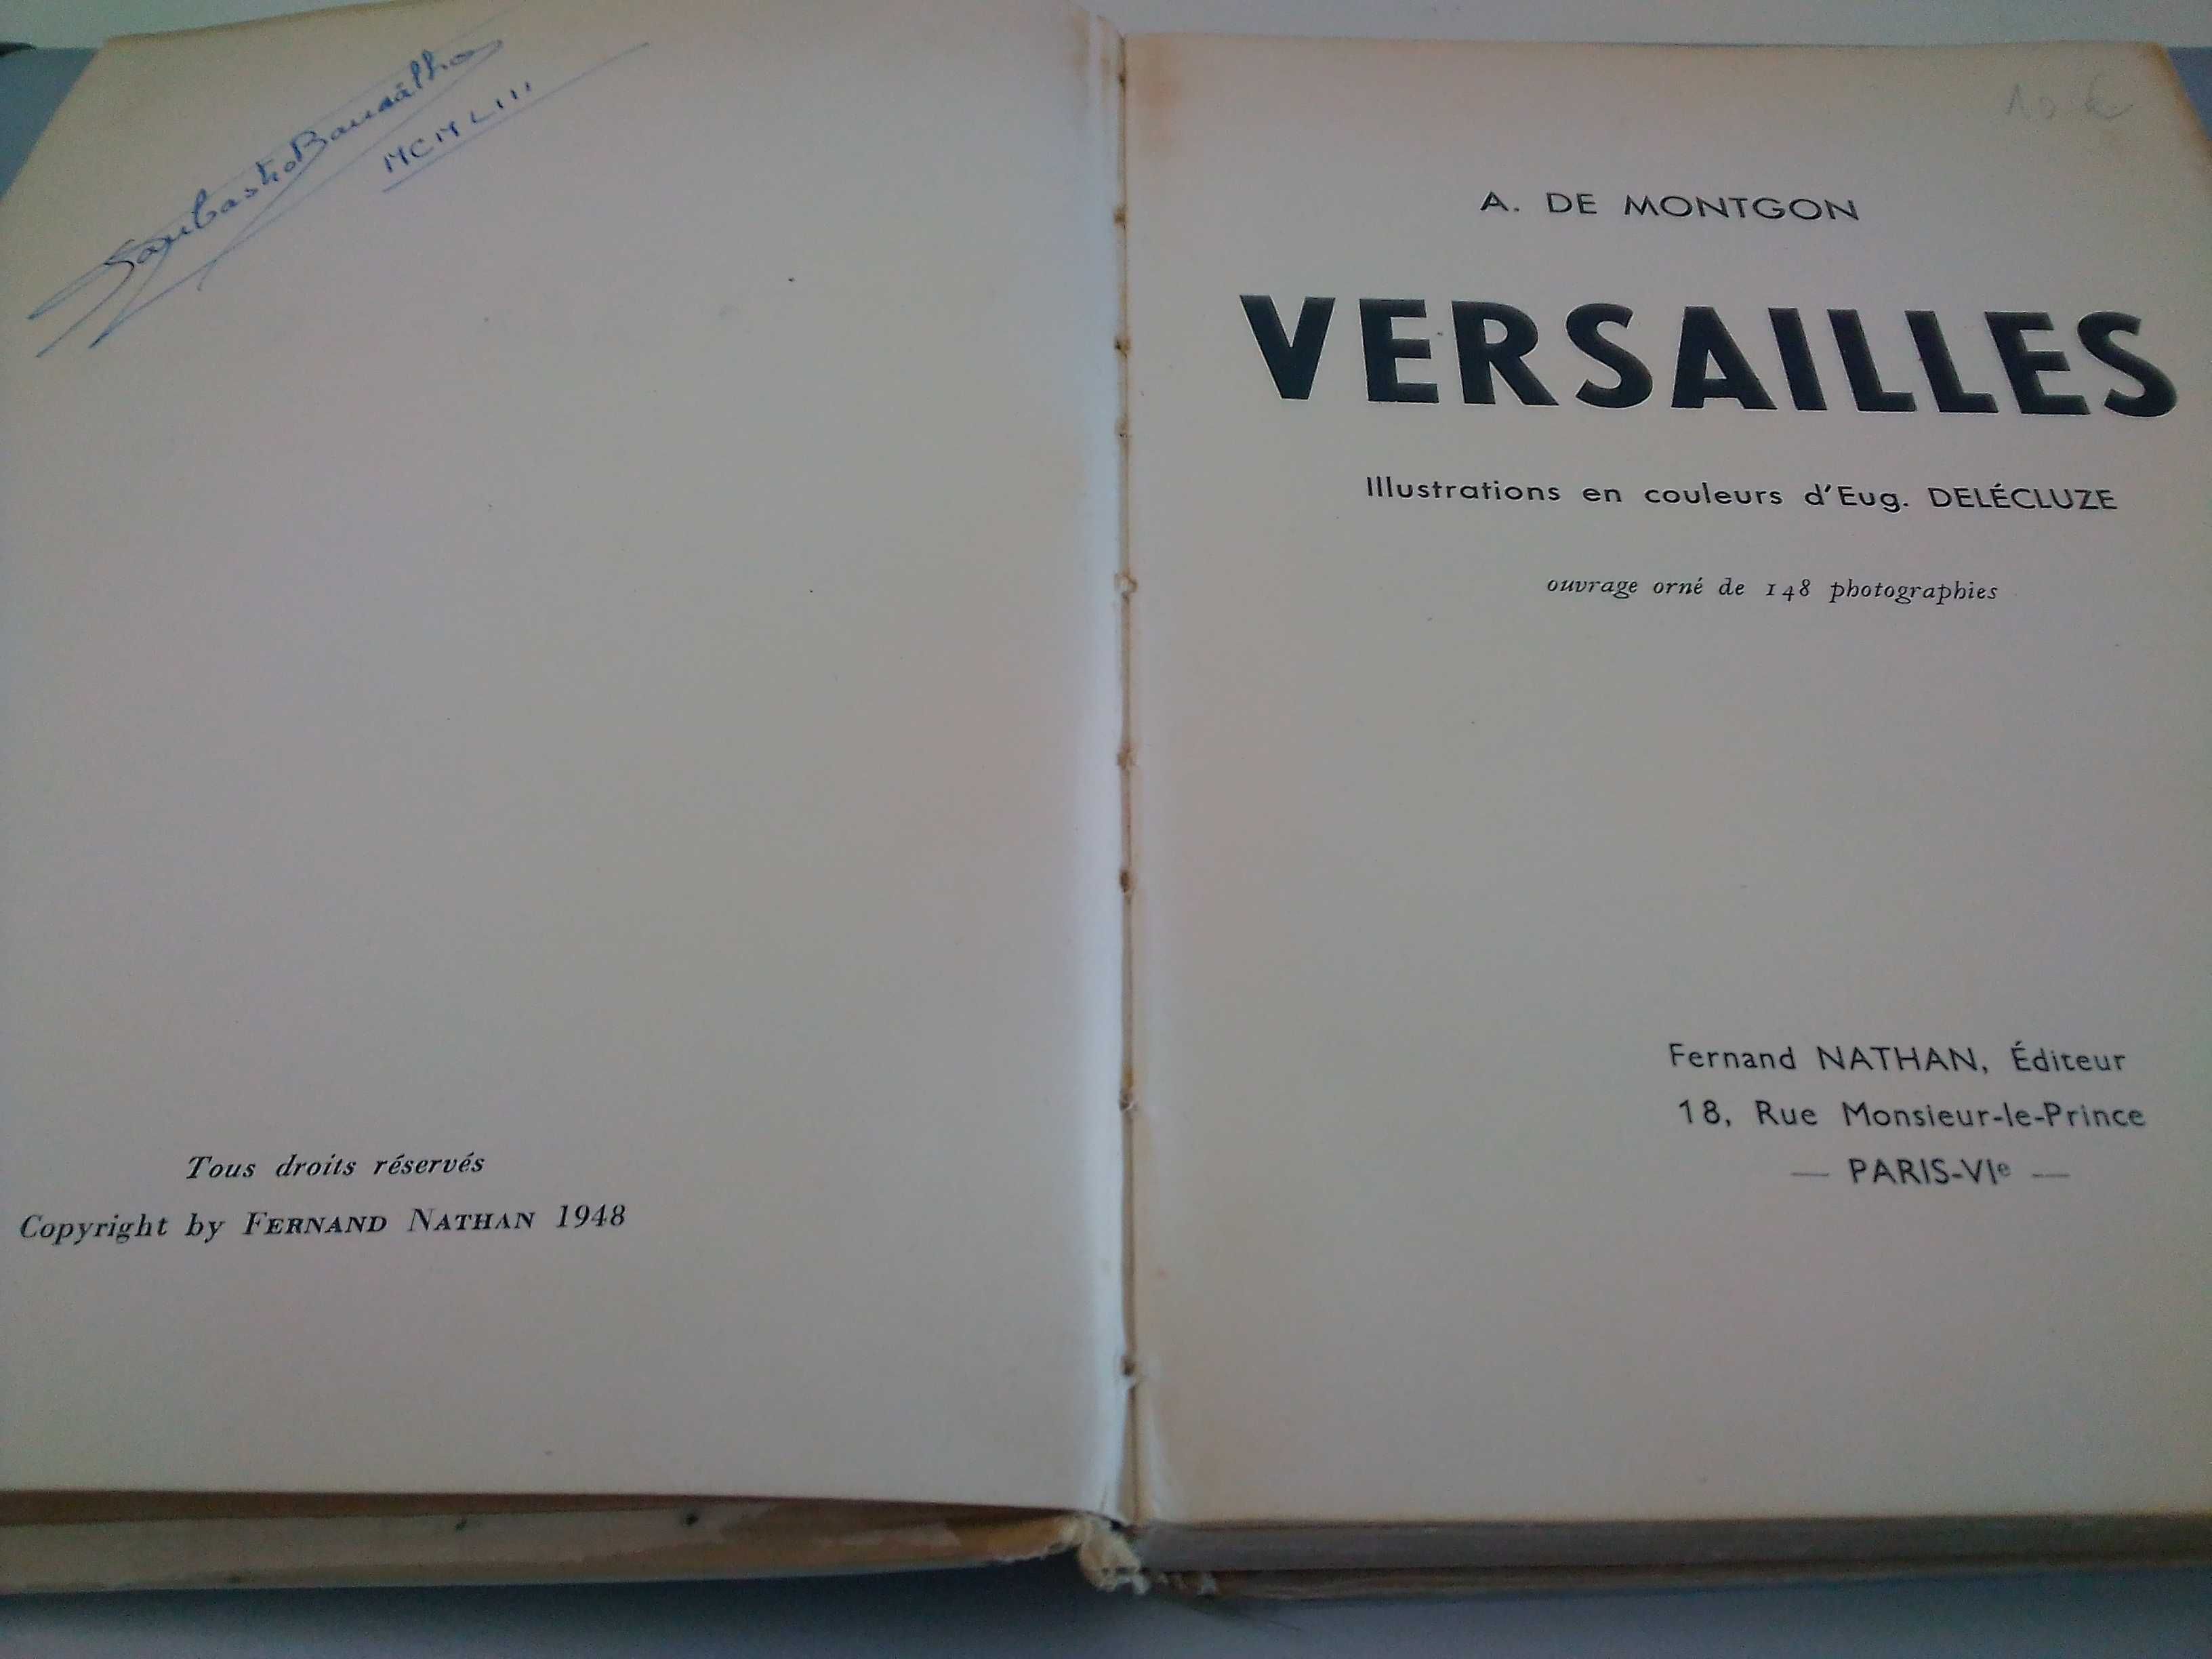 MCMLIII
Tous droits réservés
Copyright by FERNAND NATHAN 1948
A. DE MONTGON
VERSAILLES
Illustrations en couleurs d'Eug. DELÉCLUZE
ouvrage orné de 148 photographies
Fernand NATHAN, Éditeur
18, Rue Monsieur-le-Prince
— PARIS-VIe —